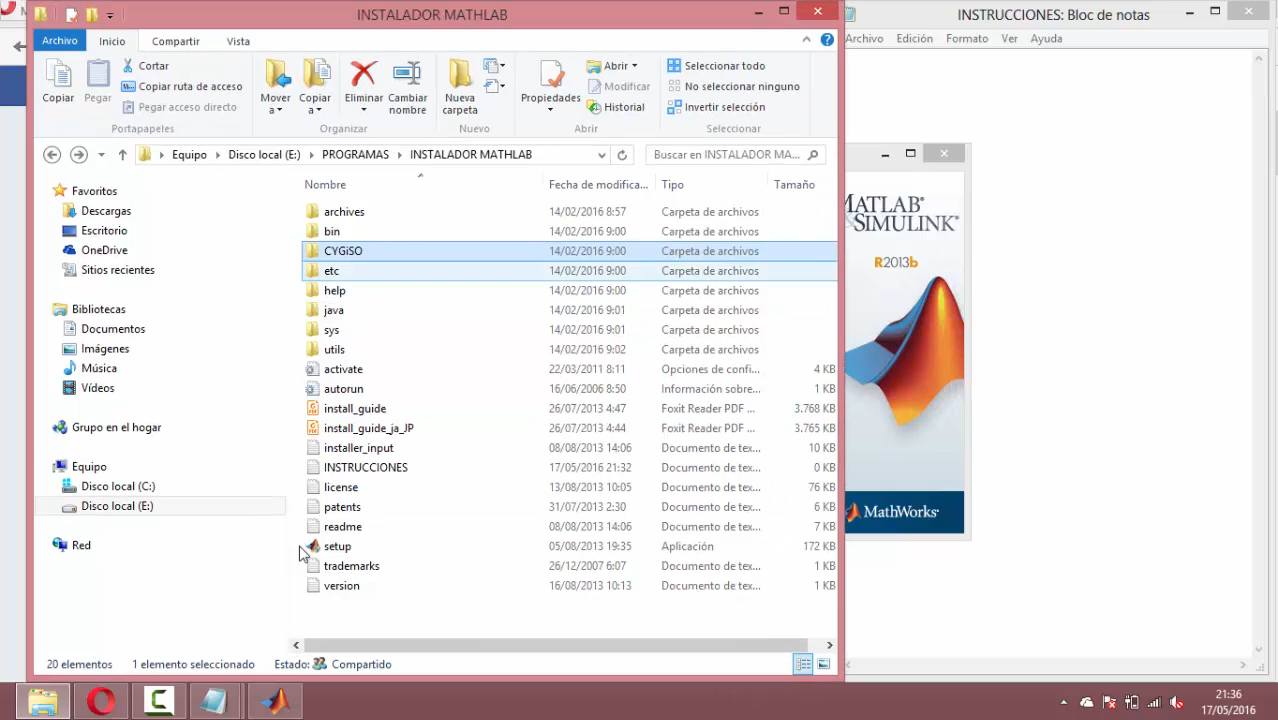 INSTALADOR MATHLAB
Archivo Inicio Compartir Vista
Copiar
Pegar
Cortar
Copiar ruta de acceso
Pegar acceso directo
Portapapeles
Mover a
Copiar a
Eliminar
Cambiar nombre
Organizar
Nueva carpeta
Nuevo
Propiedades
Abrir
Modificar
Historial
Abrir
Seleccionar todo
No seleccionar ninguno
Invertir selección
Seleccionar
Equipo Disco local (E:) PROGRAMAS INSTALADOR MATHLAB
Buscar en INSTALADOR MA...
Favoritos
Descargas
Escritorio
OneDrive
Sitios recientes
Bibliotecas
Documentos
Imágenes
Música
Vídeos
Grupo en el hogar
Equipo
Disco local (C:)
Disco local (E:)
Red
Nombre Fecha de modifica... Tipo Tamaño
archives 14/02/2016 8:57 Carpeta de archivos
bin 14/02/2016 9:00 Carpeta de archivos
CYGiSO 14/02/2016 9:00 Carpeta de archivos
etc 14/02/2016 9:00 Carpeta de archivos
help 14/02/2016 9:00 Carpeta de archivos
java 14/02/2016 9:01 Carpeta de archivos
sys 14/02/2016 9:01 Carpeta de archivos
utils 14/02/2016 9:02 Carpeta de archivos
activate 22/03/2011 8:11 Opciones de confi... 4 KB
autorun 16/06/2006 8:50 Información sobre... 1 KB
install_guide 26/07/2013 4:47 Foxit Reader PDF ... 3.768 KB
install_guide_ja_JP 26/07/2013 4:44 Foxit Reader PDF ... 3.765 KB
installer_input 08/08/2013 14:06 Documento de tex... 10 KB
INSTRUCCIONES 17/05/2016 21:32 Documento de tex... 0 KB
license 13/08/2013 10:05 Documento de tex... 76 KB
patents 31/07/2013 2:30 Documento de tex... 6 KB
readme 08/08/2013 14:06 Documento de tex... 7 KB
setup 05/08/2013 19:35 Aplicación 172 KB
trademarks 26/12/2007 6:07 Documento de tex... 1 KB
version 16/08/2013 10:13 Documento de tex... 1 KB
20 elementos 1 elemento seleccionado Estado: Compartido
INSTRUCCIONES: Bloc de notas
Archivo Edición Formato Ver Ayuda
MATLAB
&SIMULINK®
R2013b
MathWorks®
21:36
17/05/2016